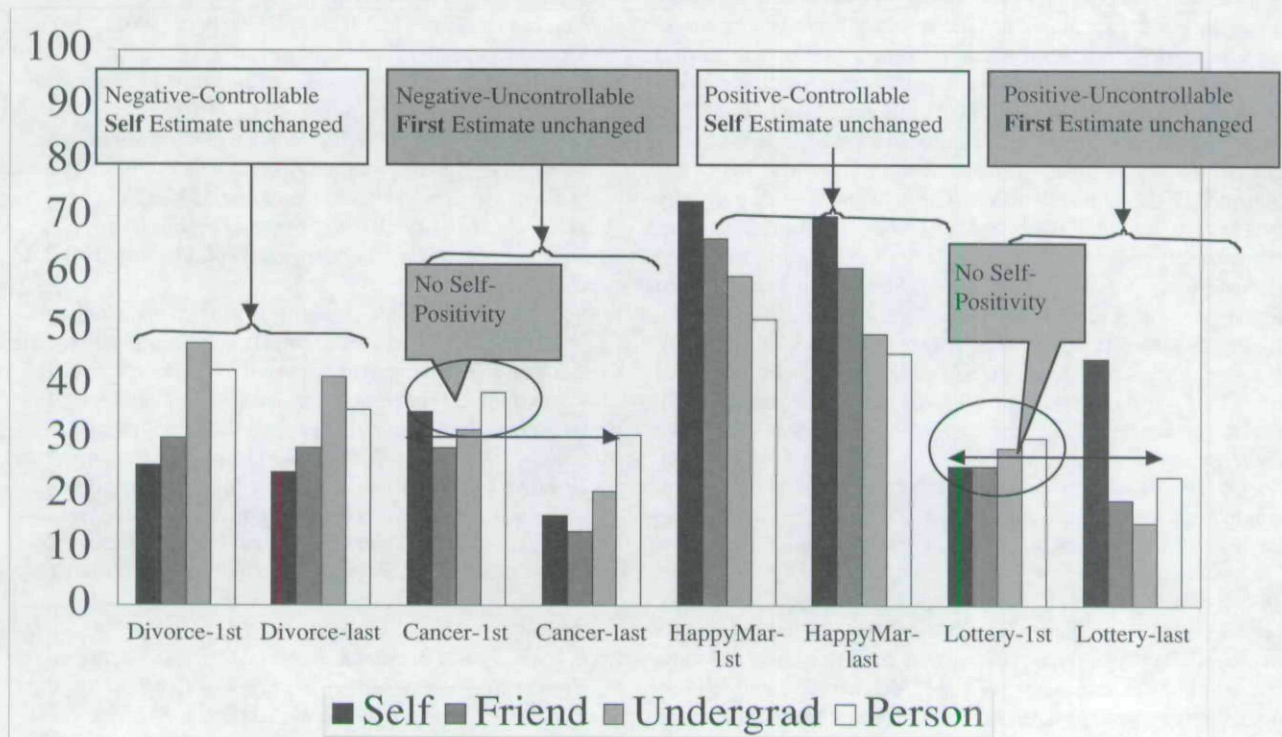 100
90
80
70
60
50
40
30
20
10
0
Negative-Controllable
Self Estimate unchanged
Negative-Uncontrollable
First Estimate unchanged
Positive-Controllable
Self Estimate unchanged
Positive-Uncontrollable
First Estimate unchanged
No Self-
Positivity
No Self-
Positivity
Divorce-1st
Divorce-last
Cancer-1st
Cancer-last
HappyMar-
1st
HappyMar-
last
Lottery-1st
Lottery-last
Self
Friend
Undergrad
Person